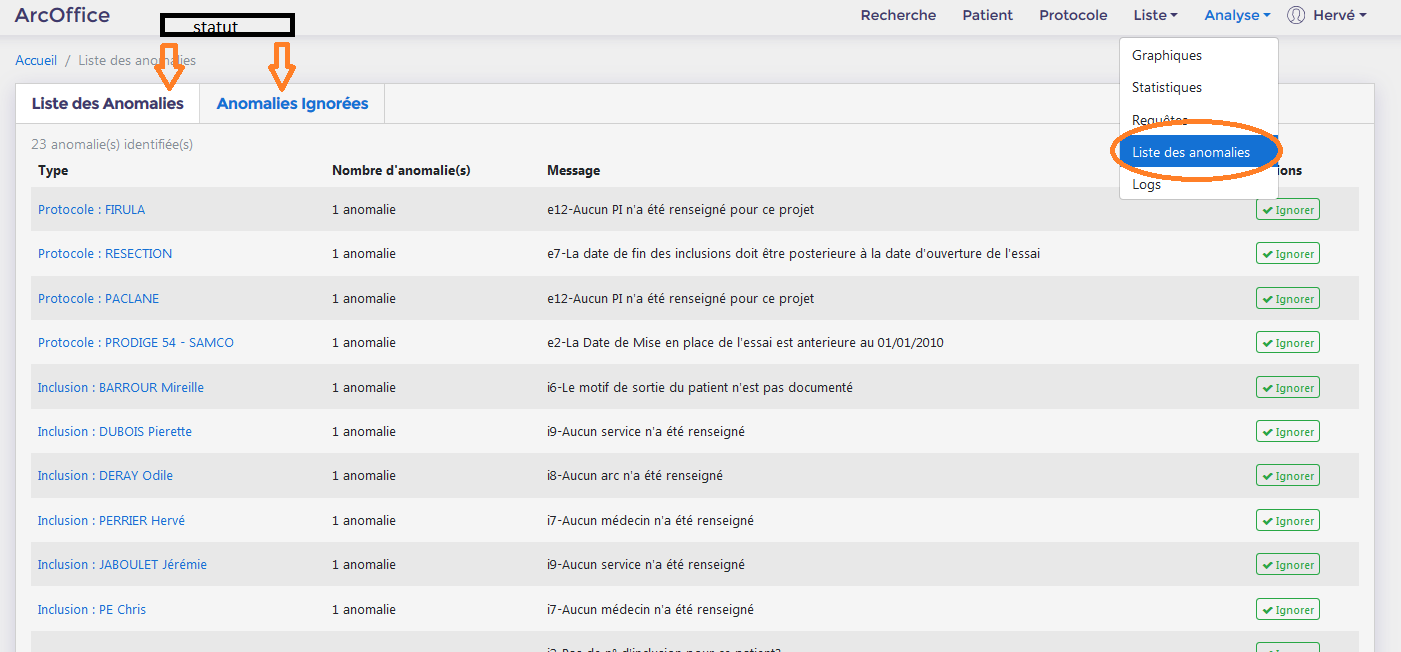 ArcOffice
statut
Recherche Patient Protocole Liste Analyse Hervé
Accueil / Liste des anomalies
Graphiques
Statistiques
Requêtes
Liste des anomalies
Logs
Liste des Anomalies Anomalies Ignorées
23 anomalie(s) identifiée(s)
Type Nombre d'anomalie(s) Message
Protocole : FIRULA 1 anomalie e12-Aucun PI n'a été renseigné pour ce projet Ignorer
Protocole : RESECTION 1 anomalie e7-La date de fin des inclusions doit être posterieure à la date d'ouverture de l'essai Ignorer
Protocole : PACLANE 1 anomalie e12-Aucun PI n'a été renseigné pour ce projet Ignorer
Protocole : PRODIGE 54 - SAMCO 1 anomalie e2-La Date de Mise en place de l'essai est anterieure au 01/01/2010 Ignorer
Inclusion : BARROUR Mireille 1 anomalie i6-Le motif de sortie du patient n'est pas documenté Ignorer
Inclusion : DUBOIS Pierette 1 anomalie i9-Aucun service n'a été renseigné Ignorer
Inclusion : DERAY Odile 1 anomalie i8-Aucun arc n'a été renseigné Ignorer
Inclusion : PERRIER Hervé 1 anomalie i7-Aucun médecin n'a été renseigné Ignorer
Inclusion : JABOULET Jérémie 1 anomalie i9-Aucun service n'a été renseigné Ignorer
Inclusion : PE Chris 1 anomalie i7-Aucun médecin n'a été renseigné Ignorer